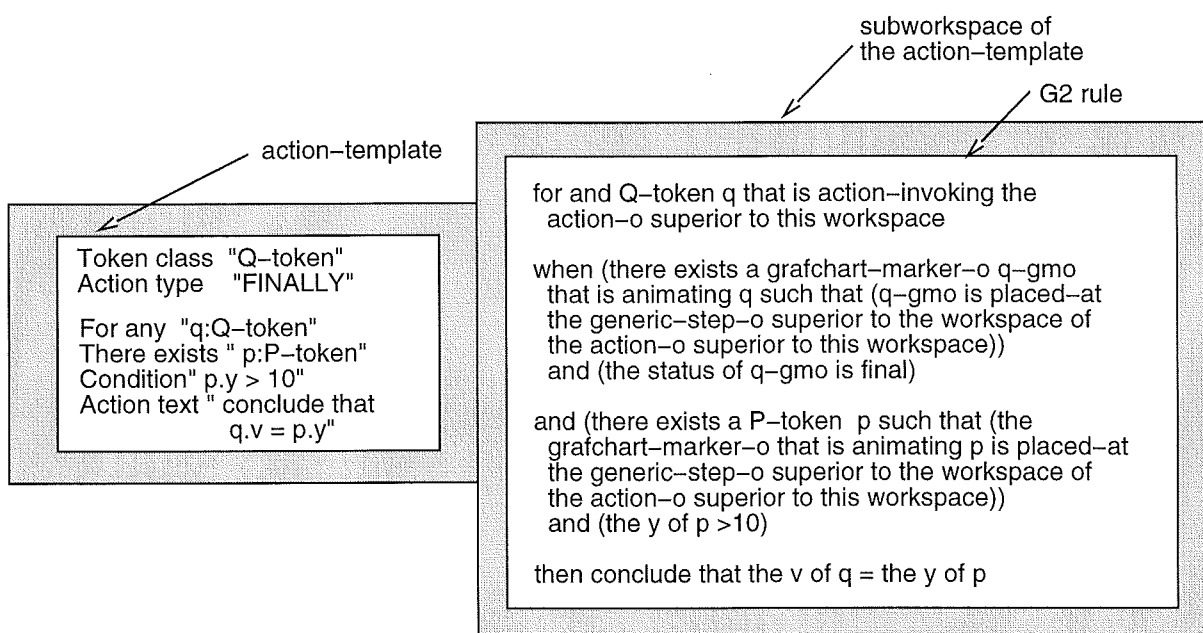 subworkspace of
the action–template
G2 rule
action–template
Token class "Q–token"
Action type "FINALLY"
For any "q:Q–token"
There exists " p:P–token"
Condition" p.y > 10"
Action text " conclude that
q.v = p.y"
for and Q–token q that is action–invoking the
action–o superior to this workspace
when (there exists a grafchart–marker–o q–gmo
that is animating q such that (q–gmo is placed–at
the generic–step–o superior to the workspace of
the action–o superior to this workspace))
and (the status of q–gmo is final)
and (there exists a P–token p such that (the
grafchart–marker–o that is animating p is placed–at
the generic–step–o superior to the workspace of
the action–o superior to this workspace))
and (the y of p >10)
then conclude that the v of q = the y of p